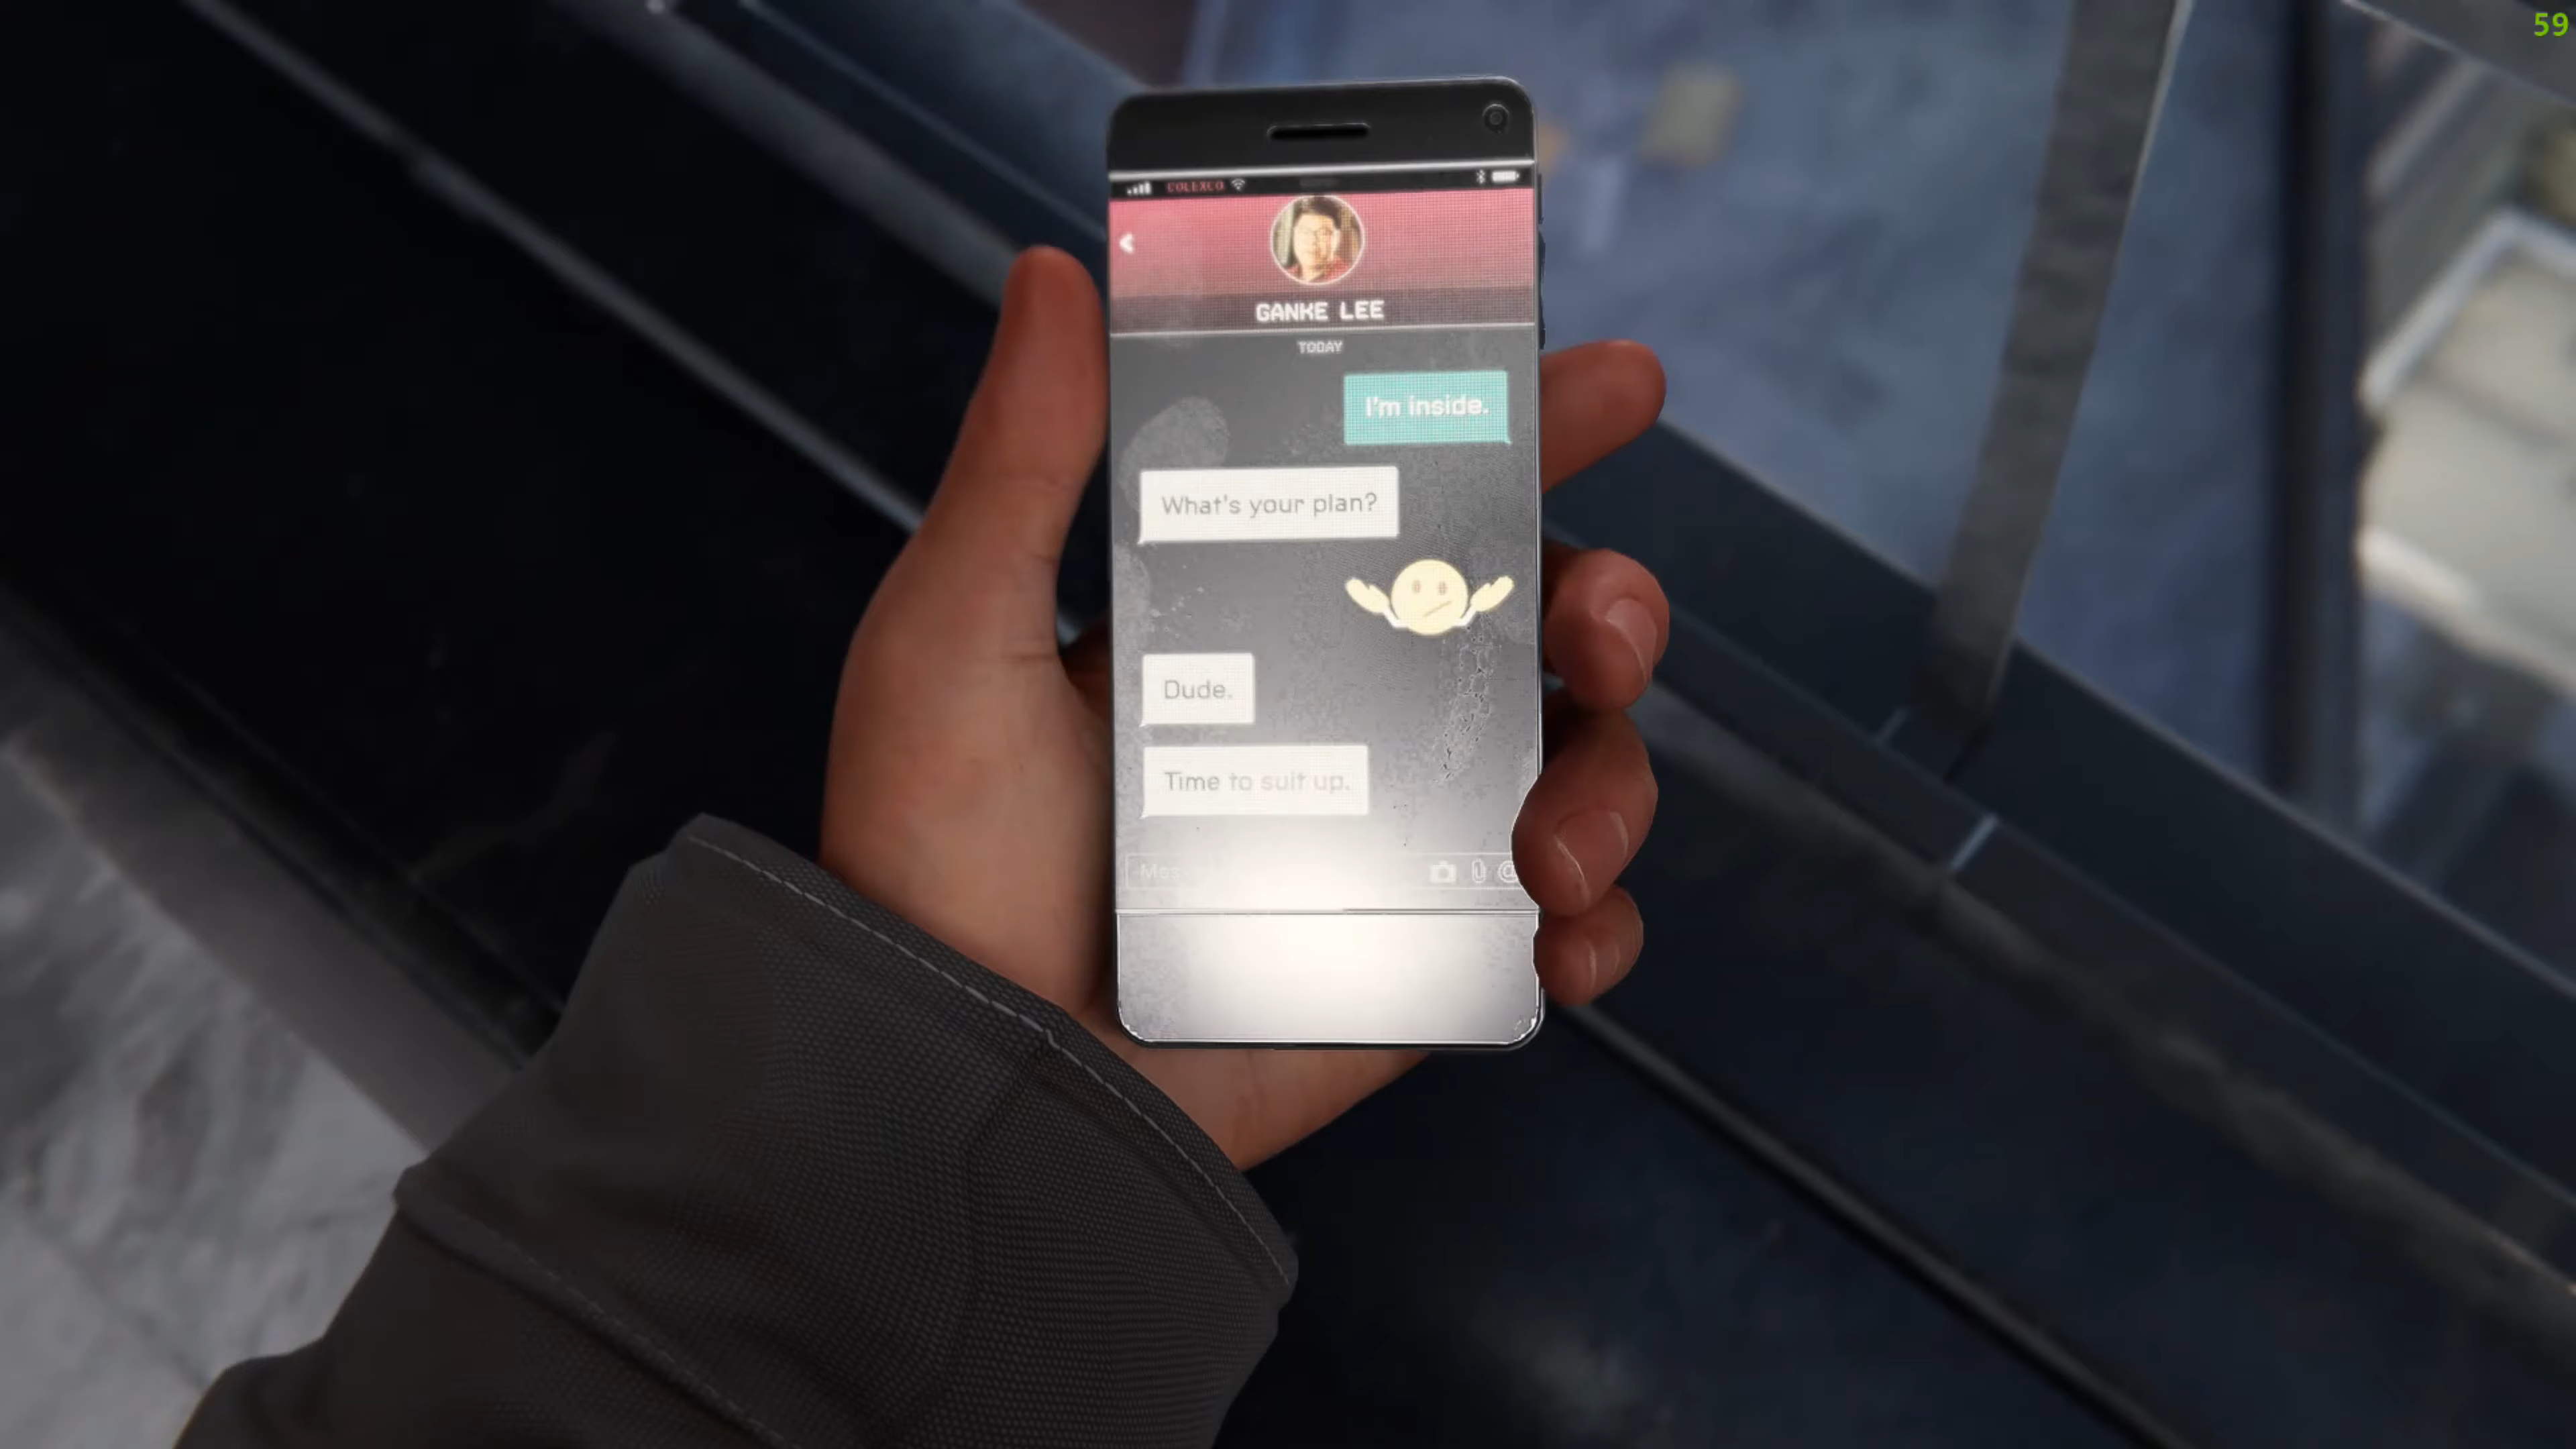 59
COLEXCO
GANKE LEE
TODAY
I'm inside.
What's your plan?
Dude.
Time to suit up.